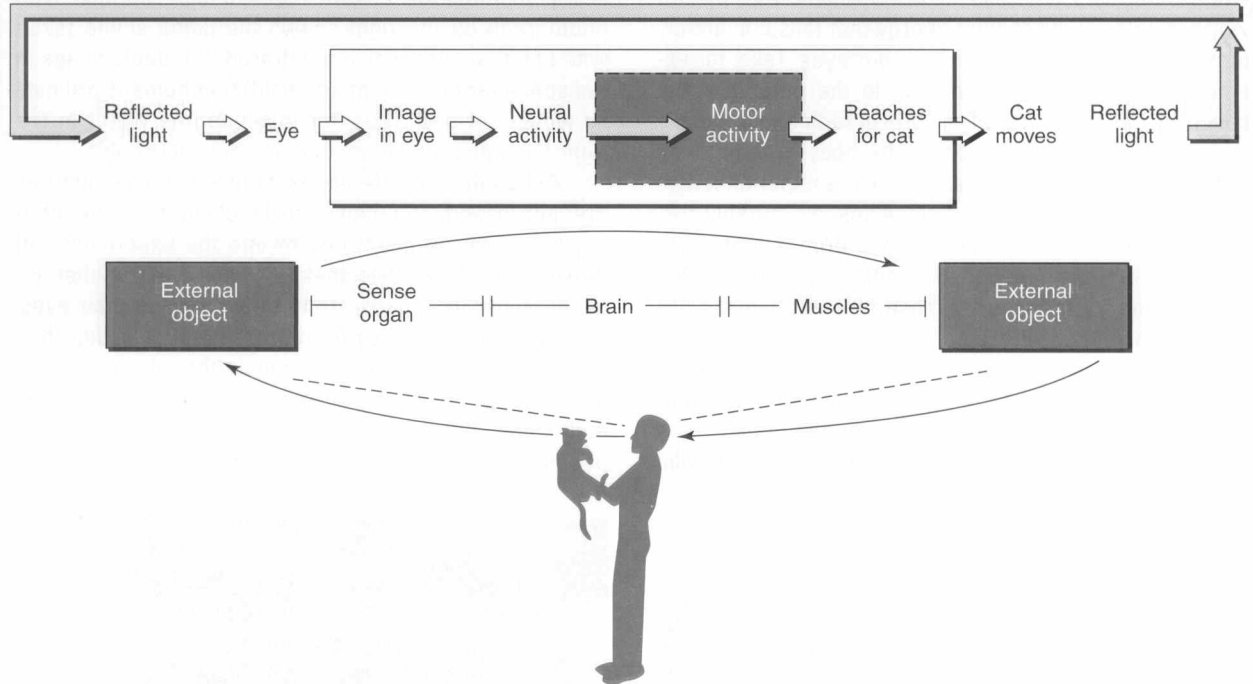 Reflected
light
Eye
Image
in eye
Neural
activity
Motor
activity
Reaches
for cat
Cat
moves
Reflected
light
External
object
Sense
organ
Brain
Muscles
External
object